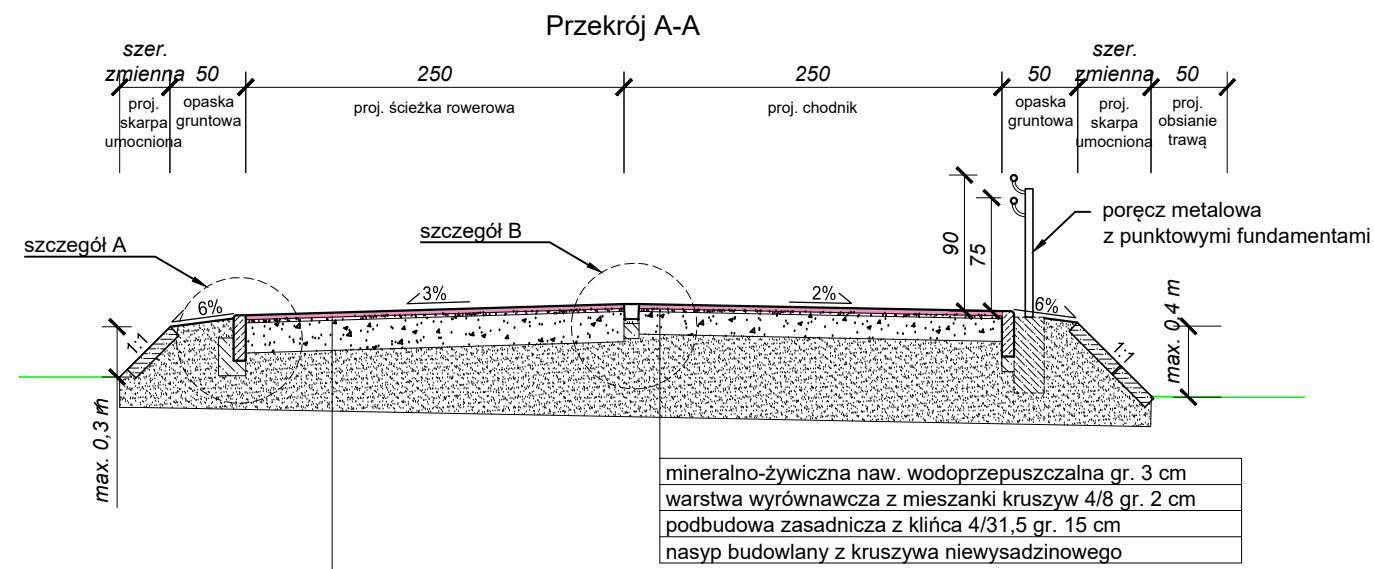 Przekrój A-A
szer.
zmienna
50
250
250
50
szer.
zmienna
50
proj.
skarpa
umocniona
opaska
gruntowa
proj. ścieżka rowerowa
proj. chodnik
opaska
gruntowa
proj.
skarpa
umocniona
proj.
obsianie
trawą
szczegół A
szczegół B
90
75
poręcz metalowa
z punktowymi fundamentami
1:1
6%
3%
2%
6%
1:1
max. 0,3 m
max. 0,4 m
mineralno-żywiczna naw. wodoprzepuszczalna gr. 3 cm
warstwa wyrównawcza z mieszanki kruszyw 4/8 gr. 2 cm
podbudowa zasadnicza z klińca 4/31,5 gr. 15 cm
nasyp budowlany z kruszywa niewysadzinowego